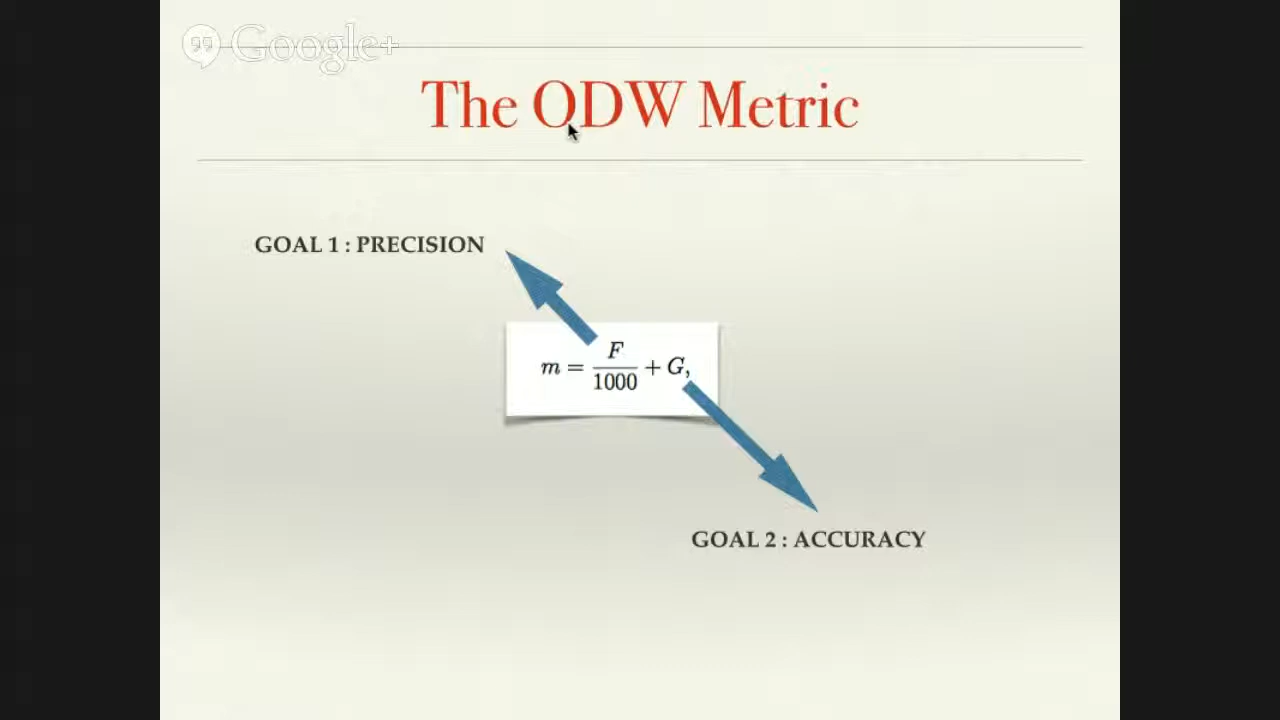 Google+
The ODW Metric
GOAL 1 : PRECISION
m = F/1000 + G,
GOAL 2 : ACCURACY